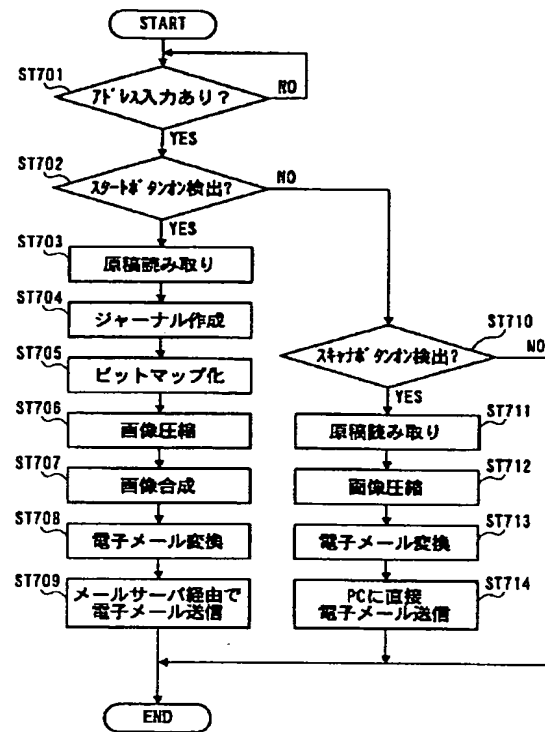 START
ST701
アドレス入力あり?
NO
YES
ST702
スタートボタンオン検出?
NO
YES
ST703
原稿読み取り
ST704
ジャーナル作成
ST705
ビットマップ化
ST706
画像圧縮
ST707
画像合成
ST708
電子メール変換
ST709
メールサーバ経由で
電子メール送信
ST710
スキャナボタンオン検出?
NO
YES
ST711
原稿読み取り
ST712
画像圧縮
ST713
電子メール変換
ST714
PCに直接
電子メール送信
END